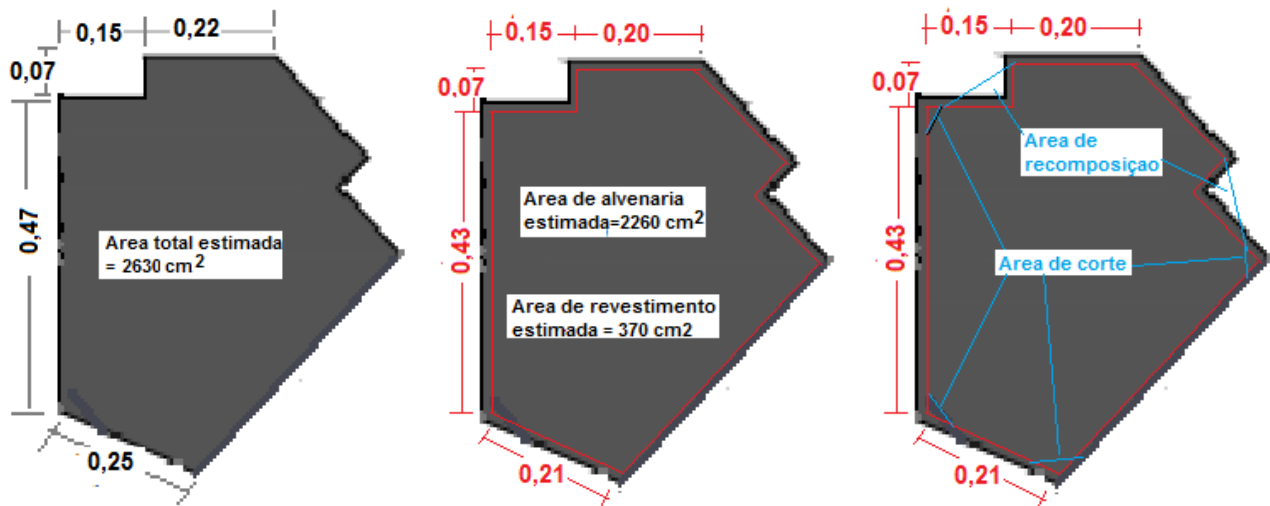 0,15
0,22
0,07
0,47
Area total estimada
= 2630 cm2
0,25
0,15
0,20
0,07
0,43
Area de alvenaria
estimada=2260 cm2
Area de revestimento
estimada = 370 cm2
0,21
0,15
0,20
0,07
0,43
Area de
recomposiçao
Area de corte
0,21